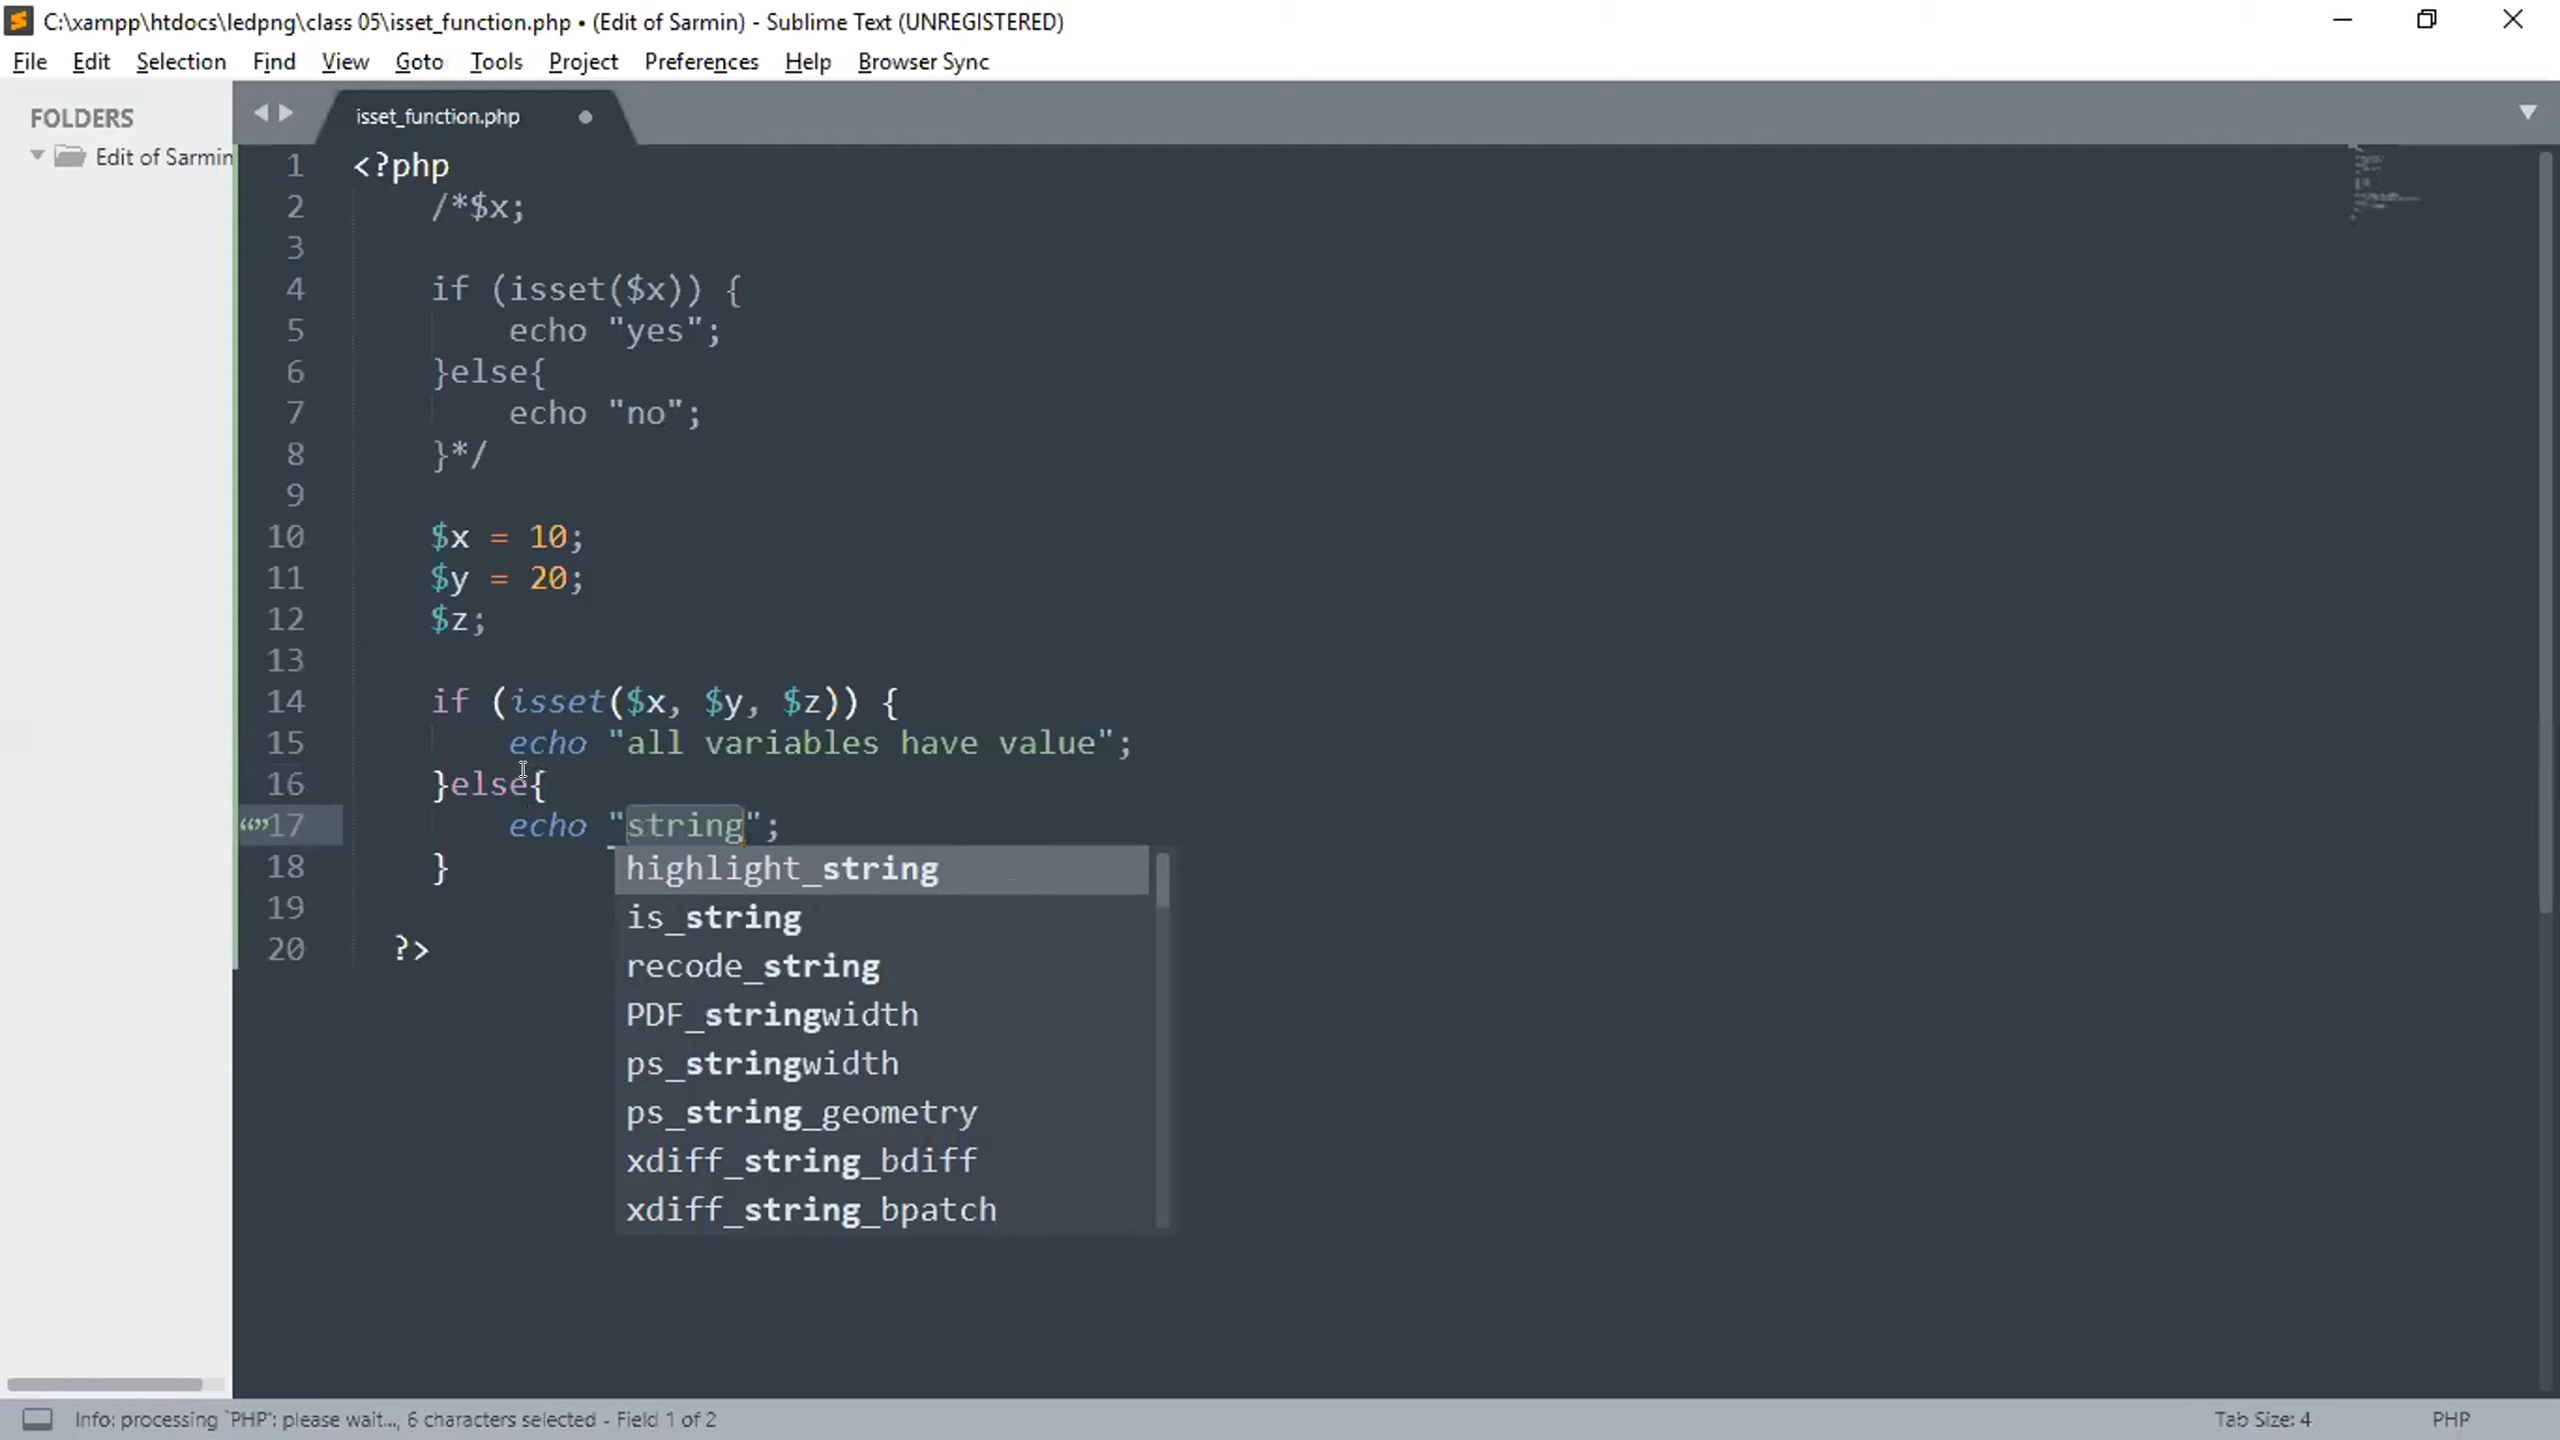 C:\xampp\htdocs\ledpng\class 05\isset_function.php • (Edit of Sarmin) - Sublime Text (UNREGISTERED)
File Edit Selection Find View Goto Tools Project Preferences Help Browser Sync
FOLDERS
Edit of Sarmin
isset_function.php
1 <?php
2 /*$x;
3
4 if (isset($x)) {
5 echo "yes";
6 }else{
7 echo "no";
8 }*/
9
10 $x = 10;
11 $y = 20;
12 $z;
13
14 if (isset($x, $y, $z)) {
15 echo "all variables have value";
16 }else{
17 echo "string";
18 }
19
20 ?>
highlight_string
is_string
recode_string
PDF_stringwidth
ps_stringwidth
ps_string_geometry
xdiff_string_bdiff
xdiff_string_bpatch
Info: processing `PHP`: please wait..., 6 characters selected - Field 1 of 2
Tab Size: 4
PHP